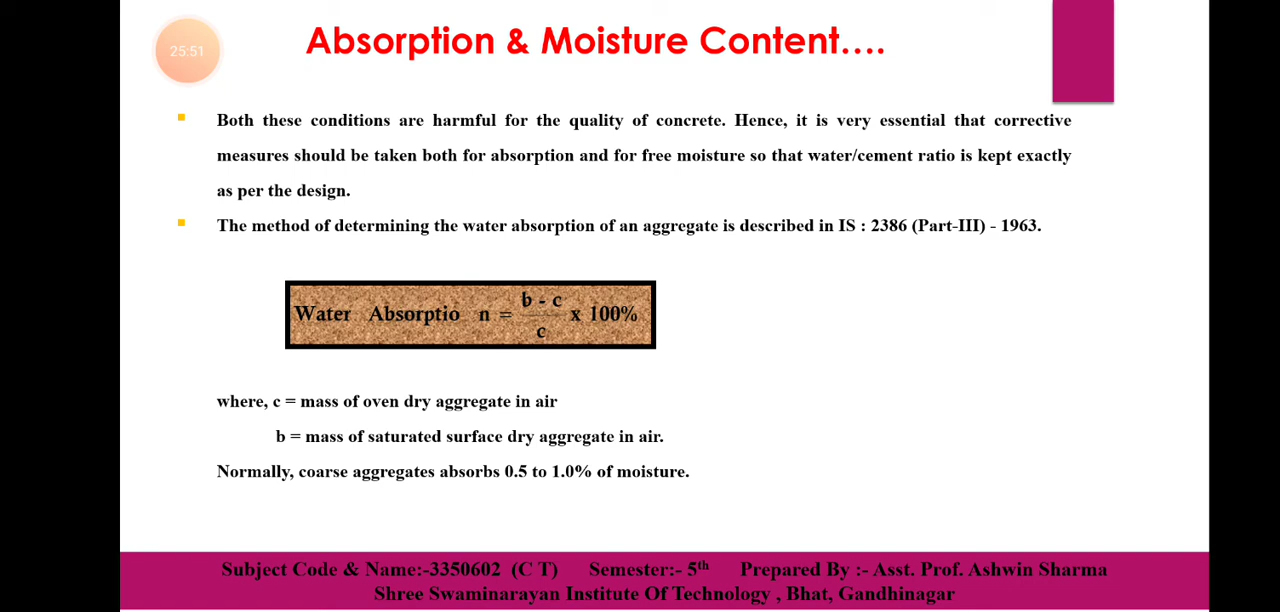 25:51
Absorption & Moisture Content....
Both these conditions are harmful for the quality of concrete. Hence, it is very essential that corrective
measures should be taken both for absorption and for free moisture so that water/cement ratio is kept exactly
as per the design.
The method of determining the water absorption of an aggregate is described in IS : 2386 (Part-III) - 1963.
b - c
Water Absorptio n = x 100%
c
where, c = mass of oven dry aggregate in air
b = mass of saturated surface dry aggregate in air.
Normally, coarse aggregates absorbs 0.5 to 1.0% of moisture.
Subject Code & Name:-3350602 (C T) Semester:- 5th Prepared By :- Asst. Prof. Ashwin Sharma
Shree Swaminarayan Institute Of Technology , Bhat, Gandhinagar